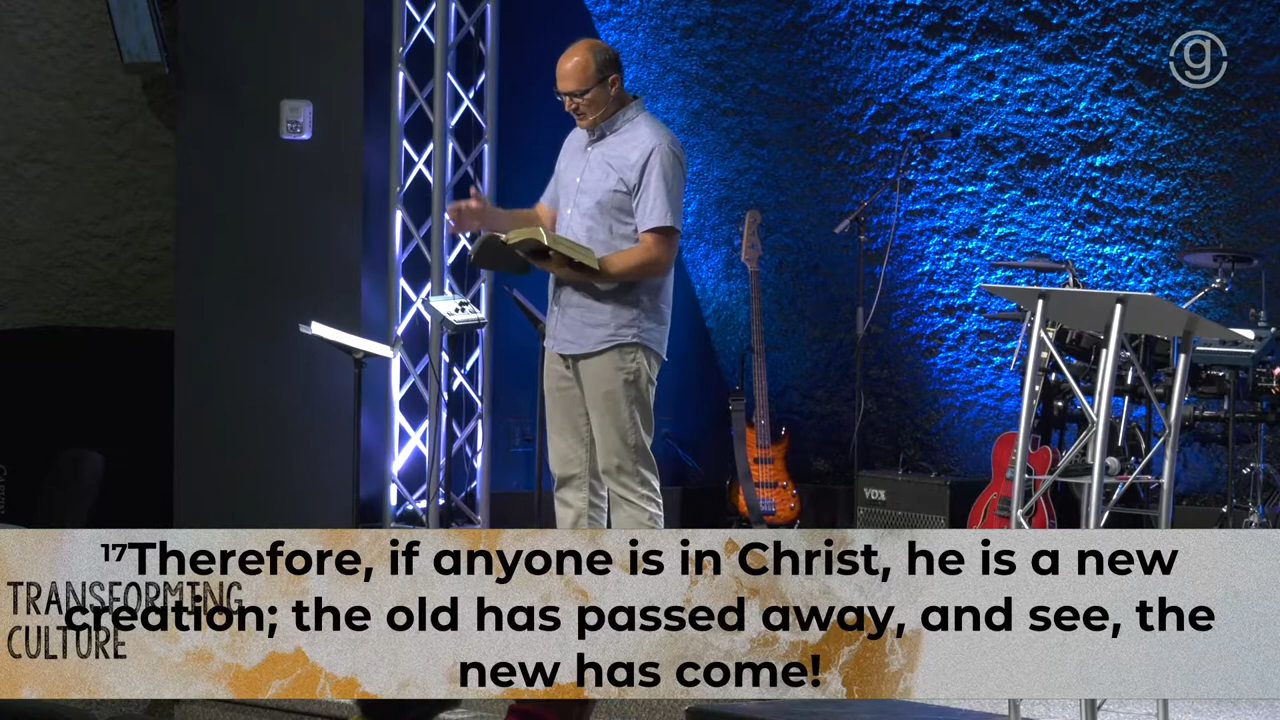 g
¹⁷Therefore, if anyone is in Christ, he is a new
creation; the old has passed away, and see, the
new has come!
TRANSFORMING
CULTURE
VOX